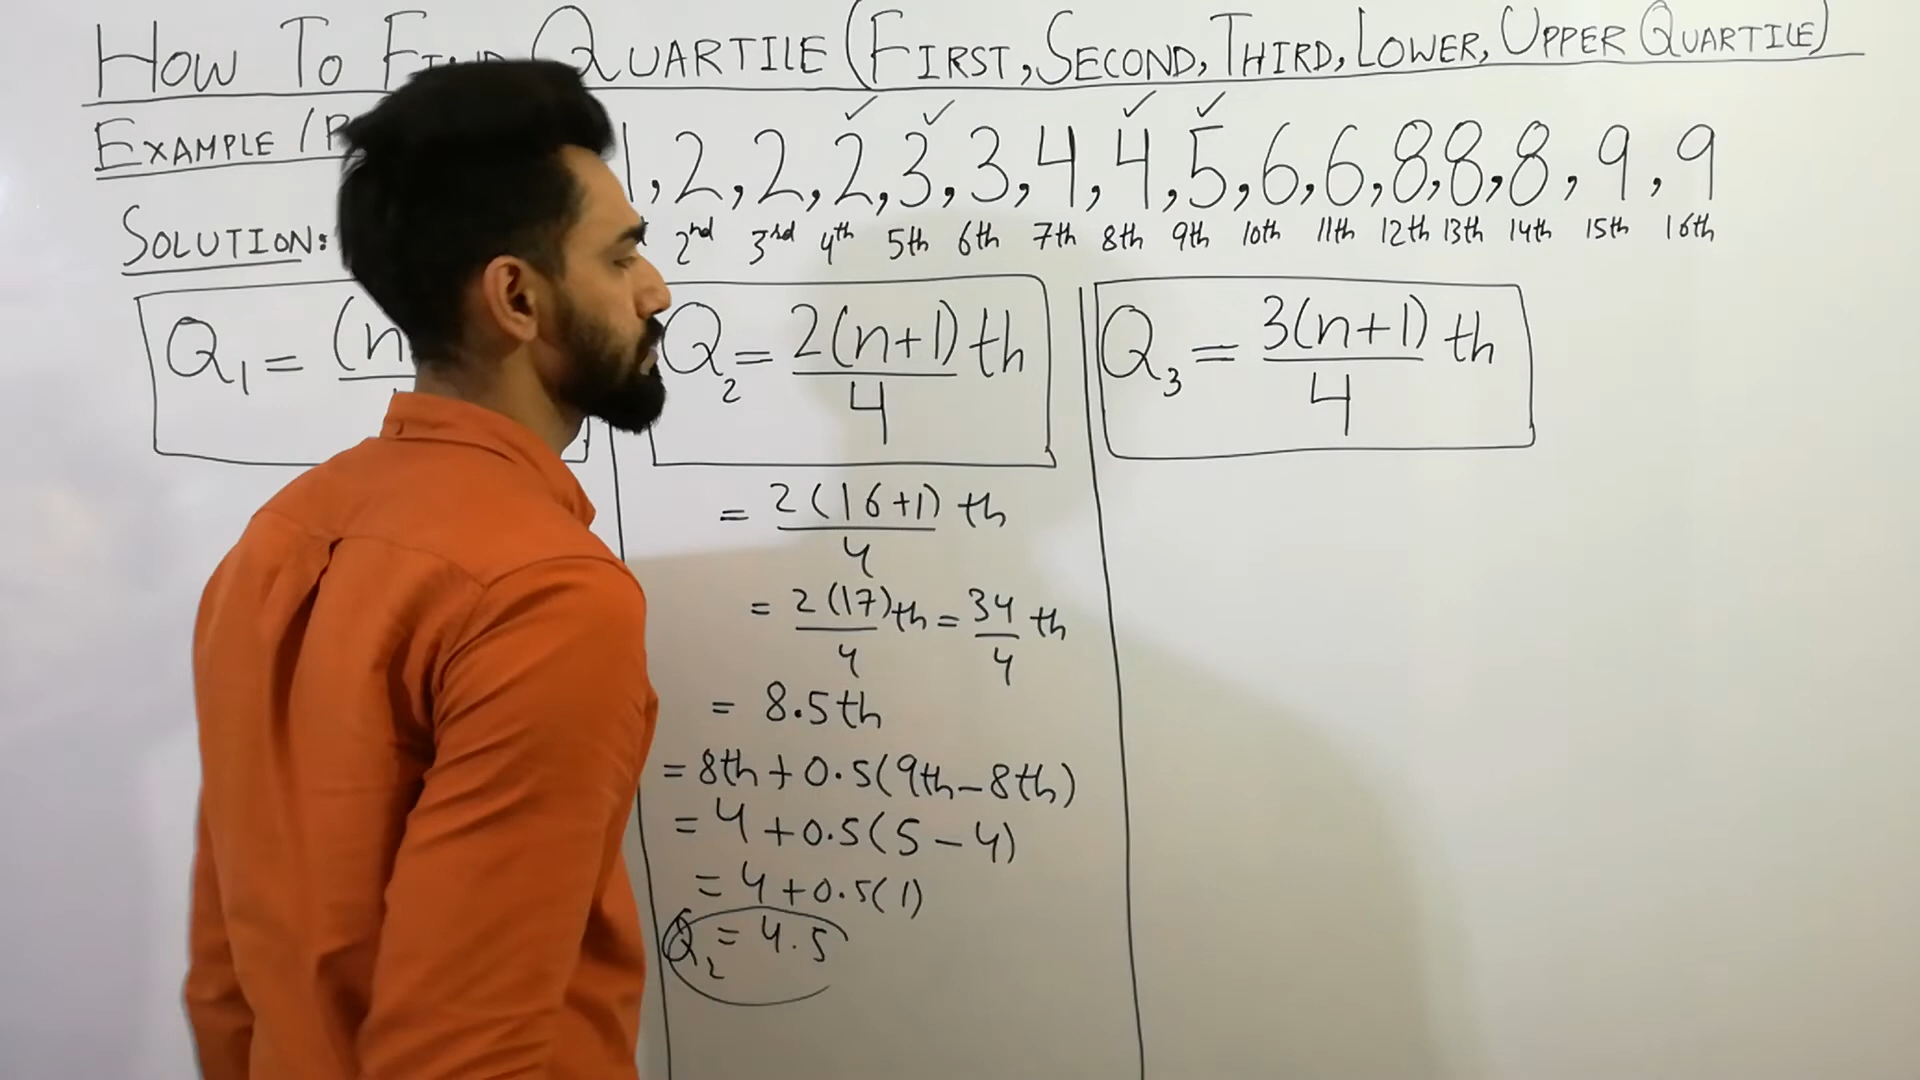 HOW TO FIND QUARTILE (FIRST, SECOND, THIRD, LOWER, UPPER QUARTILE)
EXAMPLE / 1, 2, 2, 2, 3, 3, 4, 4, 5, 6, 6, 8, 8, 8, 9, 9
SOLUTION: 2nd 3rd 4th 5th 6th 7th 8th 9th 10th 11th 12th 13th 14th 15th 16th
Q1 = (n
Q2 = 2(n+1)/4 th
= 2(16+1)/4 th
= 2(17)/4 th = 34/4 th
= 8.5th
= 8th + 0.5(9th - 8th)
= 4 + 0.5(5 - 4)
= 4 + 0.5(1)
Q2 = 4.5
Q3 = 3(n+1)/4 th